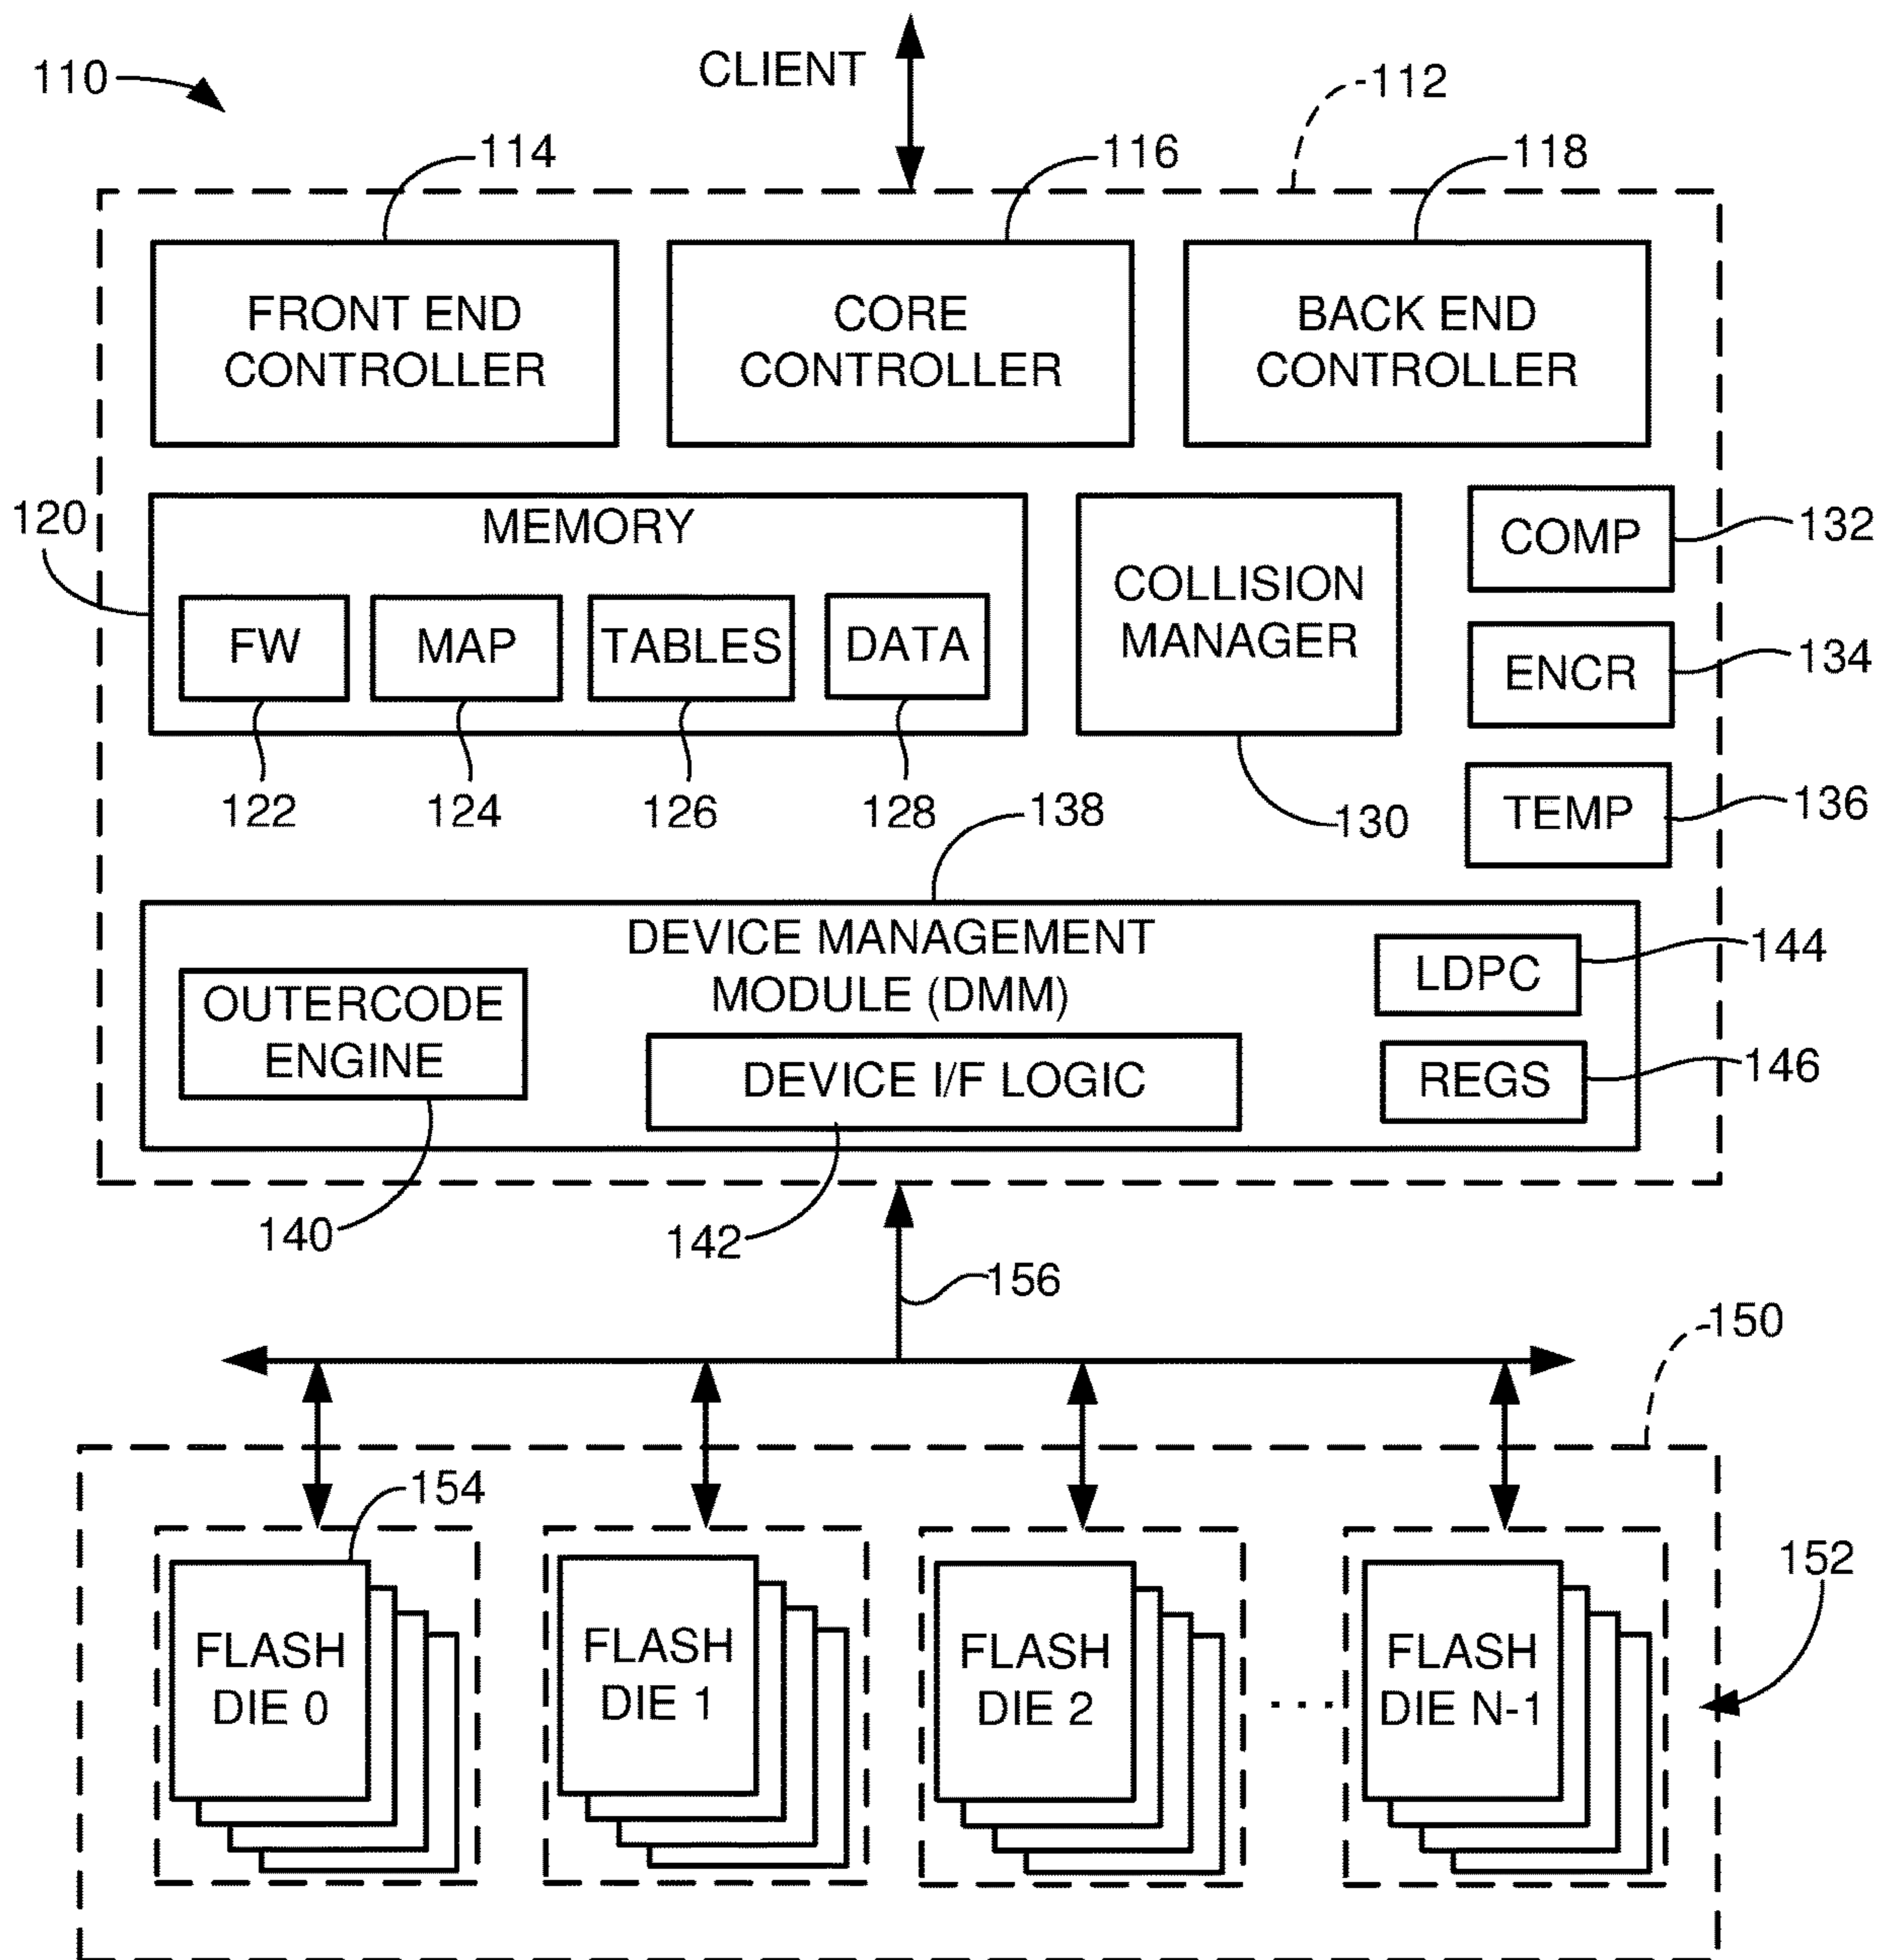 CLIENT
110
112
114
116
118
FRONT END
CONTROLLER
CORE
CONTROLLER
BACK END
CONTROLLER
120
MEMORY
FW
MAP
TABLES
DATA
122
124
126
128
COLLISION
MANAGER
130
COMP
132
ENCR
134
TEMP
136
138
DEVICE MANAGEMENT
MODULE (DMM)
OUTERCODE
ENGINE
DEVICE I/F LOGIC
LDPC
144
REGS
146
140
142
156
150
154
FLASH
DIE 0
FLASH
DIE 1
FLASH
DIE 2
...
FLASH
DIE N-1
152